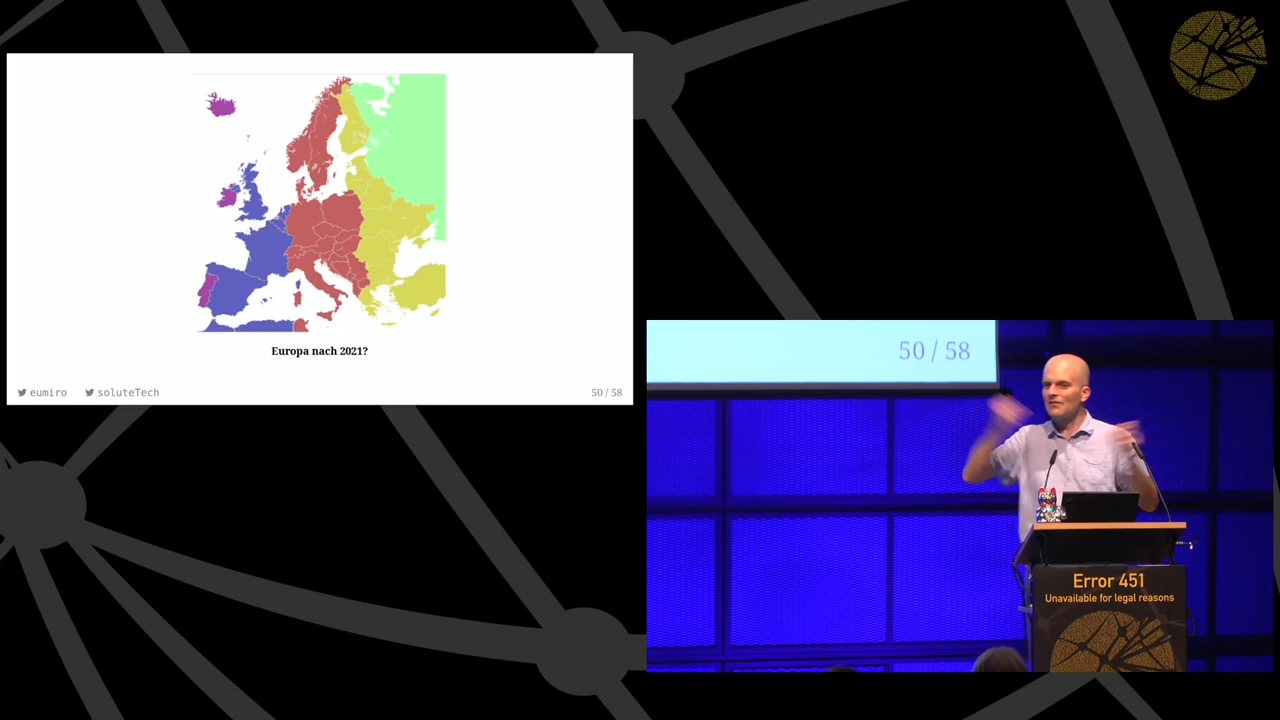 Europa nach 2021?
eumiro soluteTech 50 / 58
50 / 58
Error 451
Unavailable for legal reasons